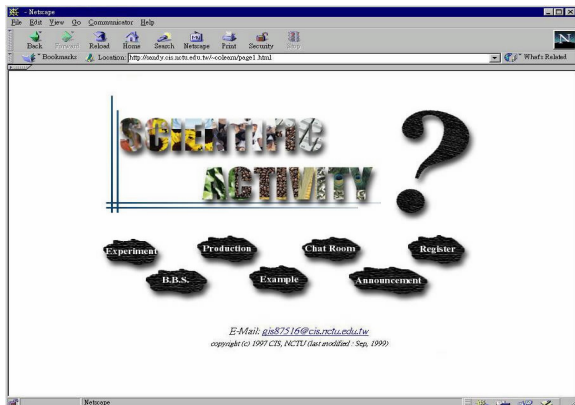 - Netscape
File Edit View Go Communicator Help
Back Forward Reload Home Search Netscape Print Security Stop
Bookmarks Location: http://sandy.cis.nctu.edu.tw/~colearn/page1.html What's Related
SCIENTIFIC
ACTIVITY ?
Experiment Production Chat Room Register
B.B.S. Example Announcement
E-Mail: gis87516@cis.nctu.edu.tw
copyright (c) 1997 CIS, NCTU (last modified : Sep, 1999)
Netscape